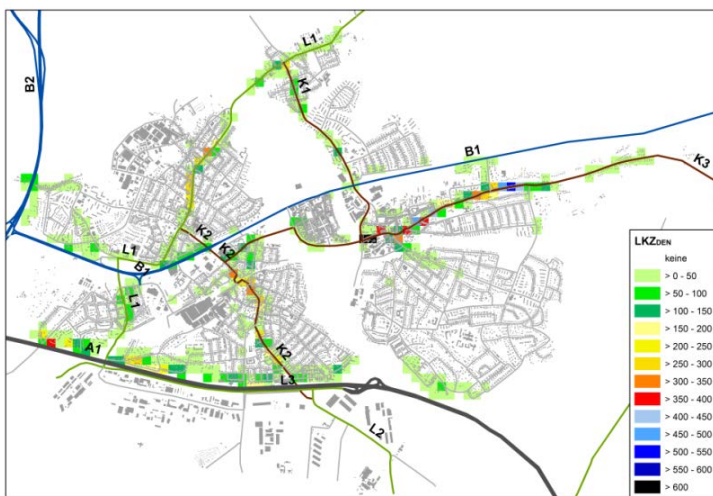 L1
B2
K1
B1
K3
K2
K2
L1
B1
L1
A1
K2
L3
L2
LKZDEN
keine
> 0 - 50
> 50 - 100
> 100 - 150
> 150 - 200
> 200 - 250
> 250 - 300
> 300 - 350
> 350 - 400
> 400 - 450
> 450 - 500
> 500 - 550
> 550 - 600
> 600